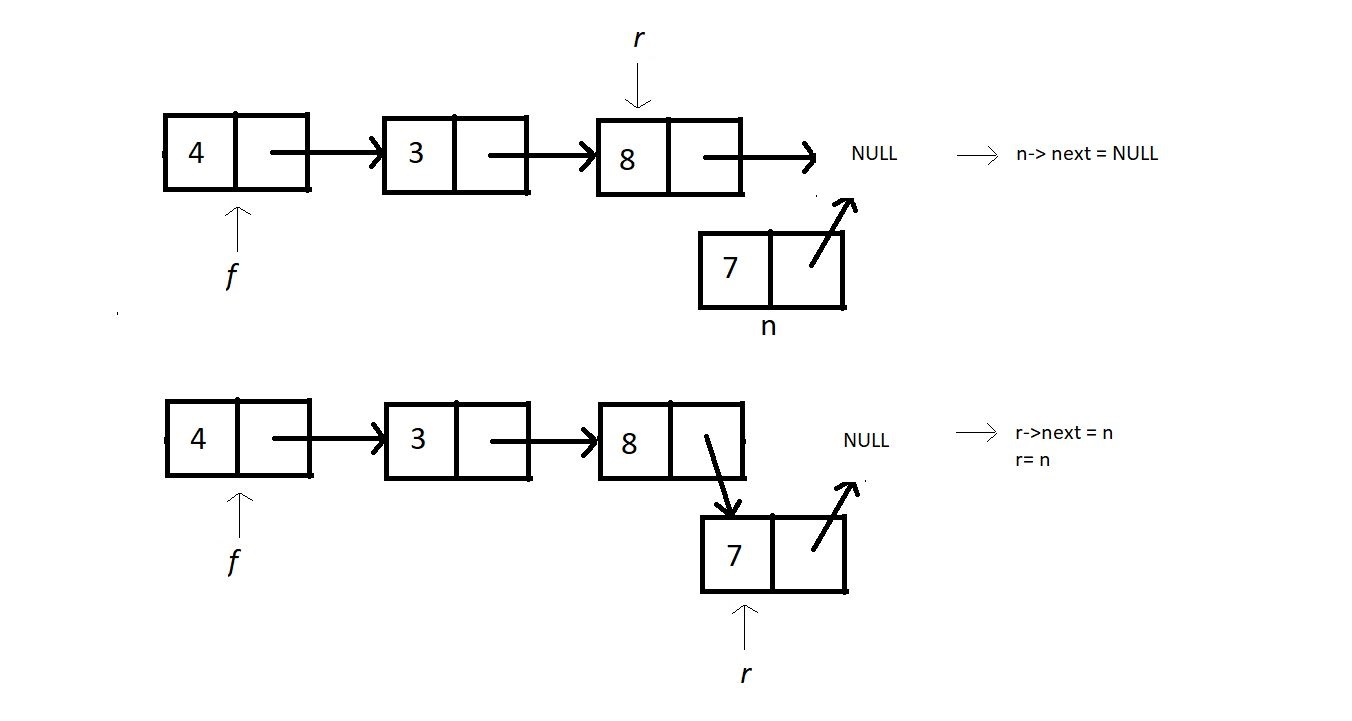 r
4
3
8
NULL
n-> next = NULL
f
7
n
4
3
8
NULL
r->next = n
r= n
f
7
r